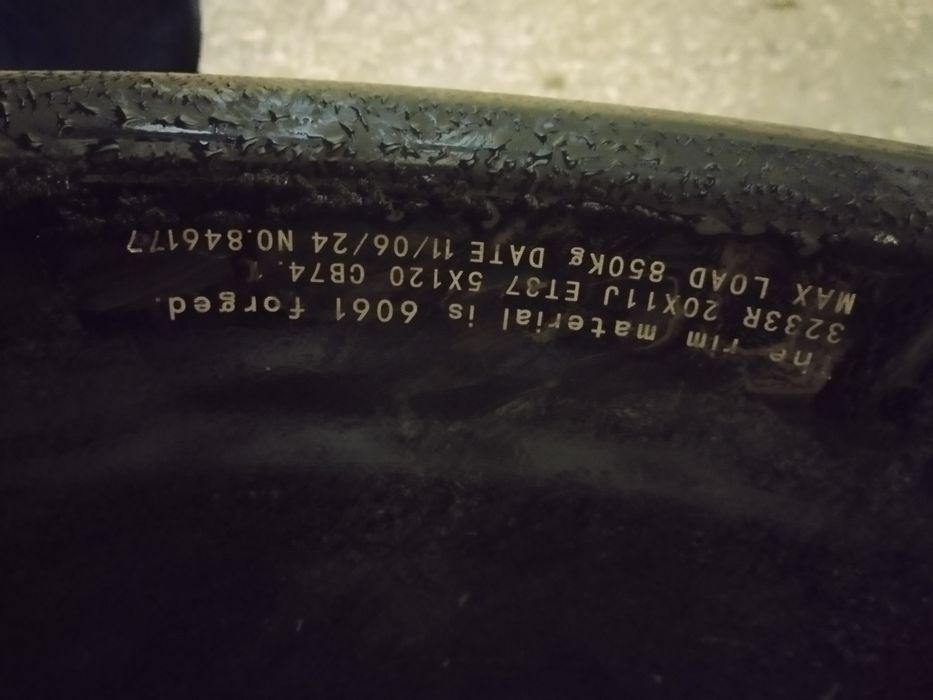 he rim material is 6061 forged.
3233R 20X11J ET37 5X120 CB74.
MAX LOAD 850Kg DATE 11/06/24 NO.846177